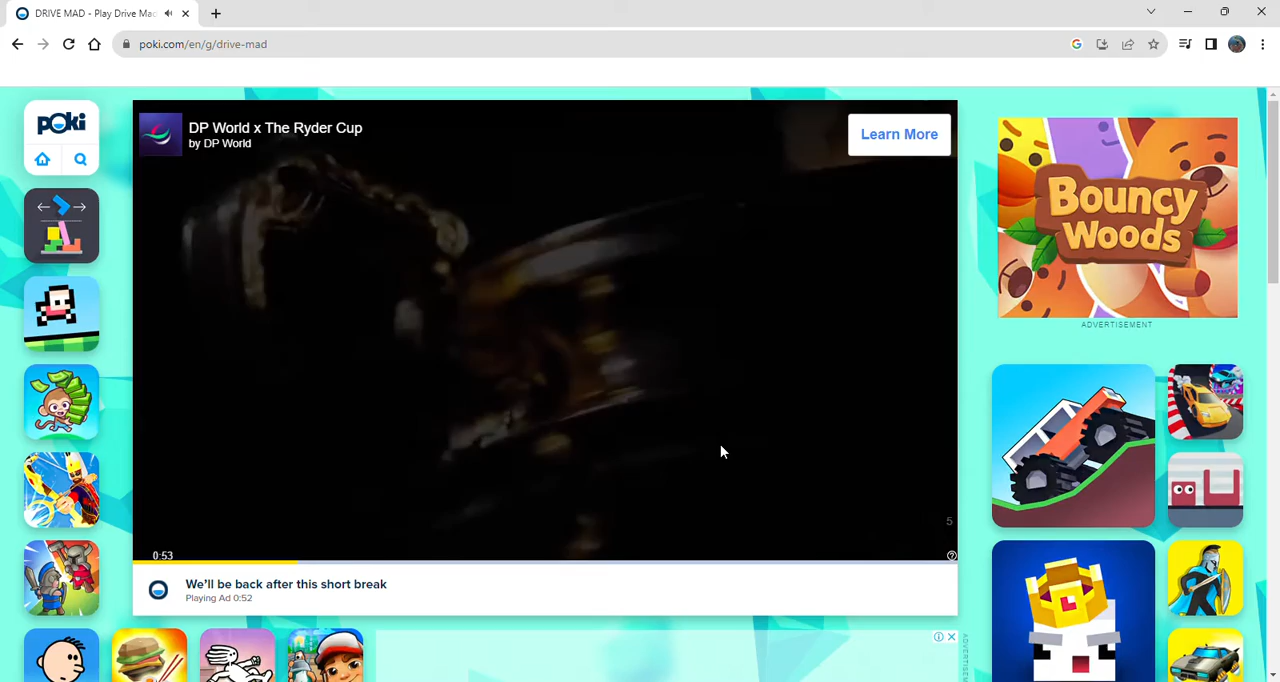 DRIVE MAD - Play Drive Mad
poki.com/en/g/drive-mad
poki
DP World x The Ryder Cup
by DP World
Learn More
Bouncy
Woods
ADVERTISEMENT
5
0:53
We'll be back after this short break
Playing Ad 0:52
ADVERTISEME